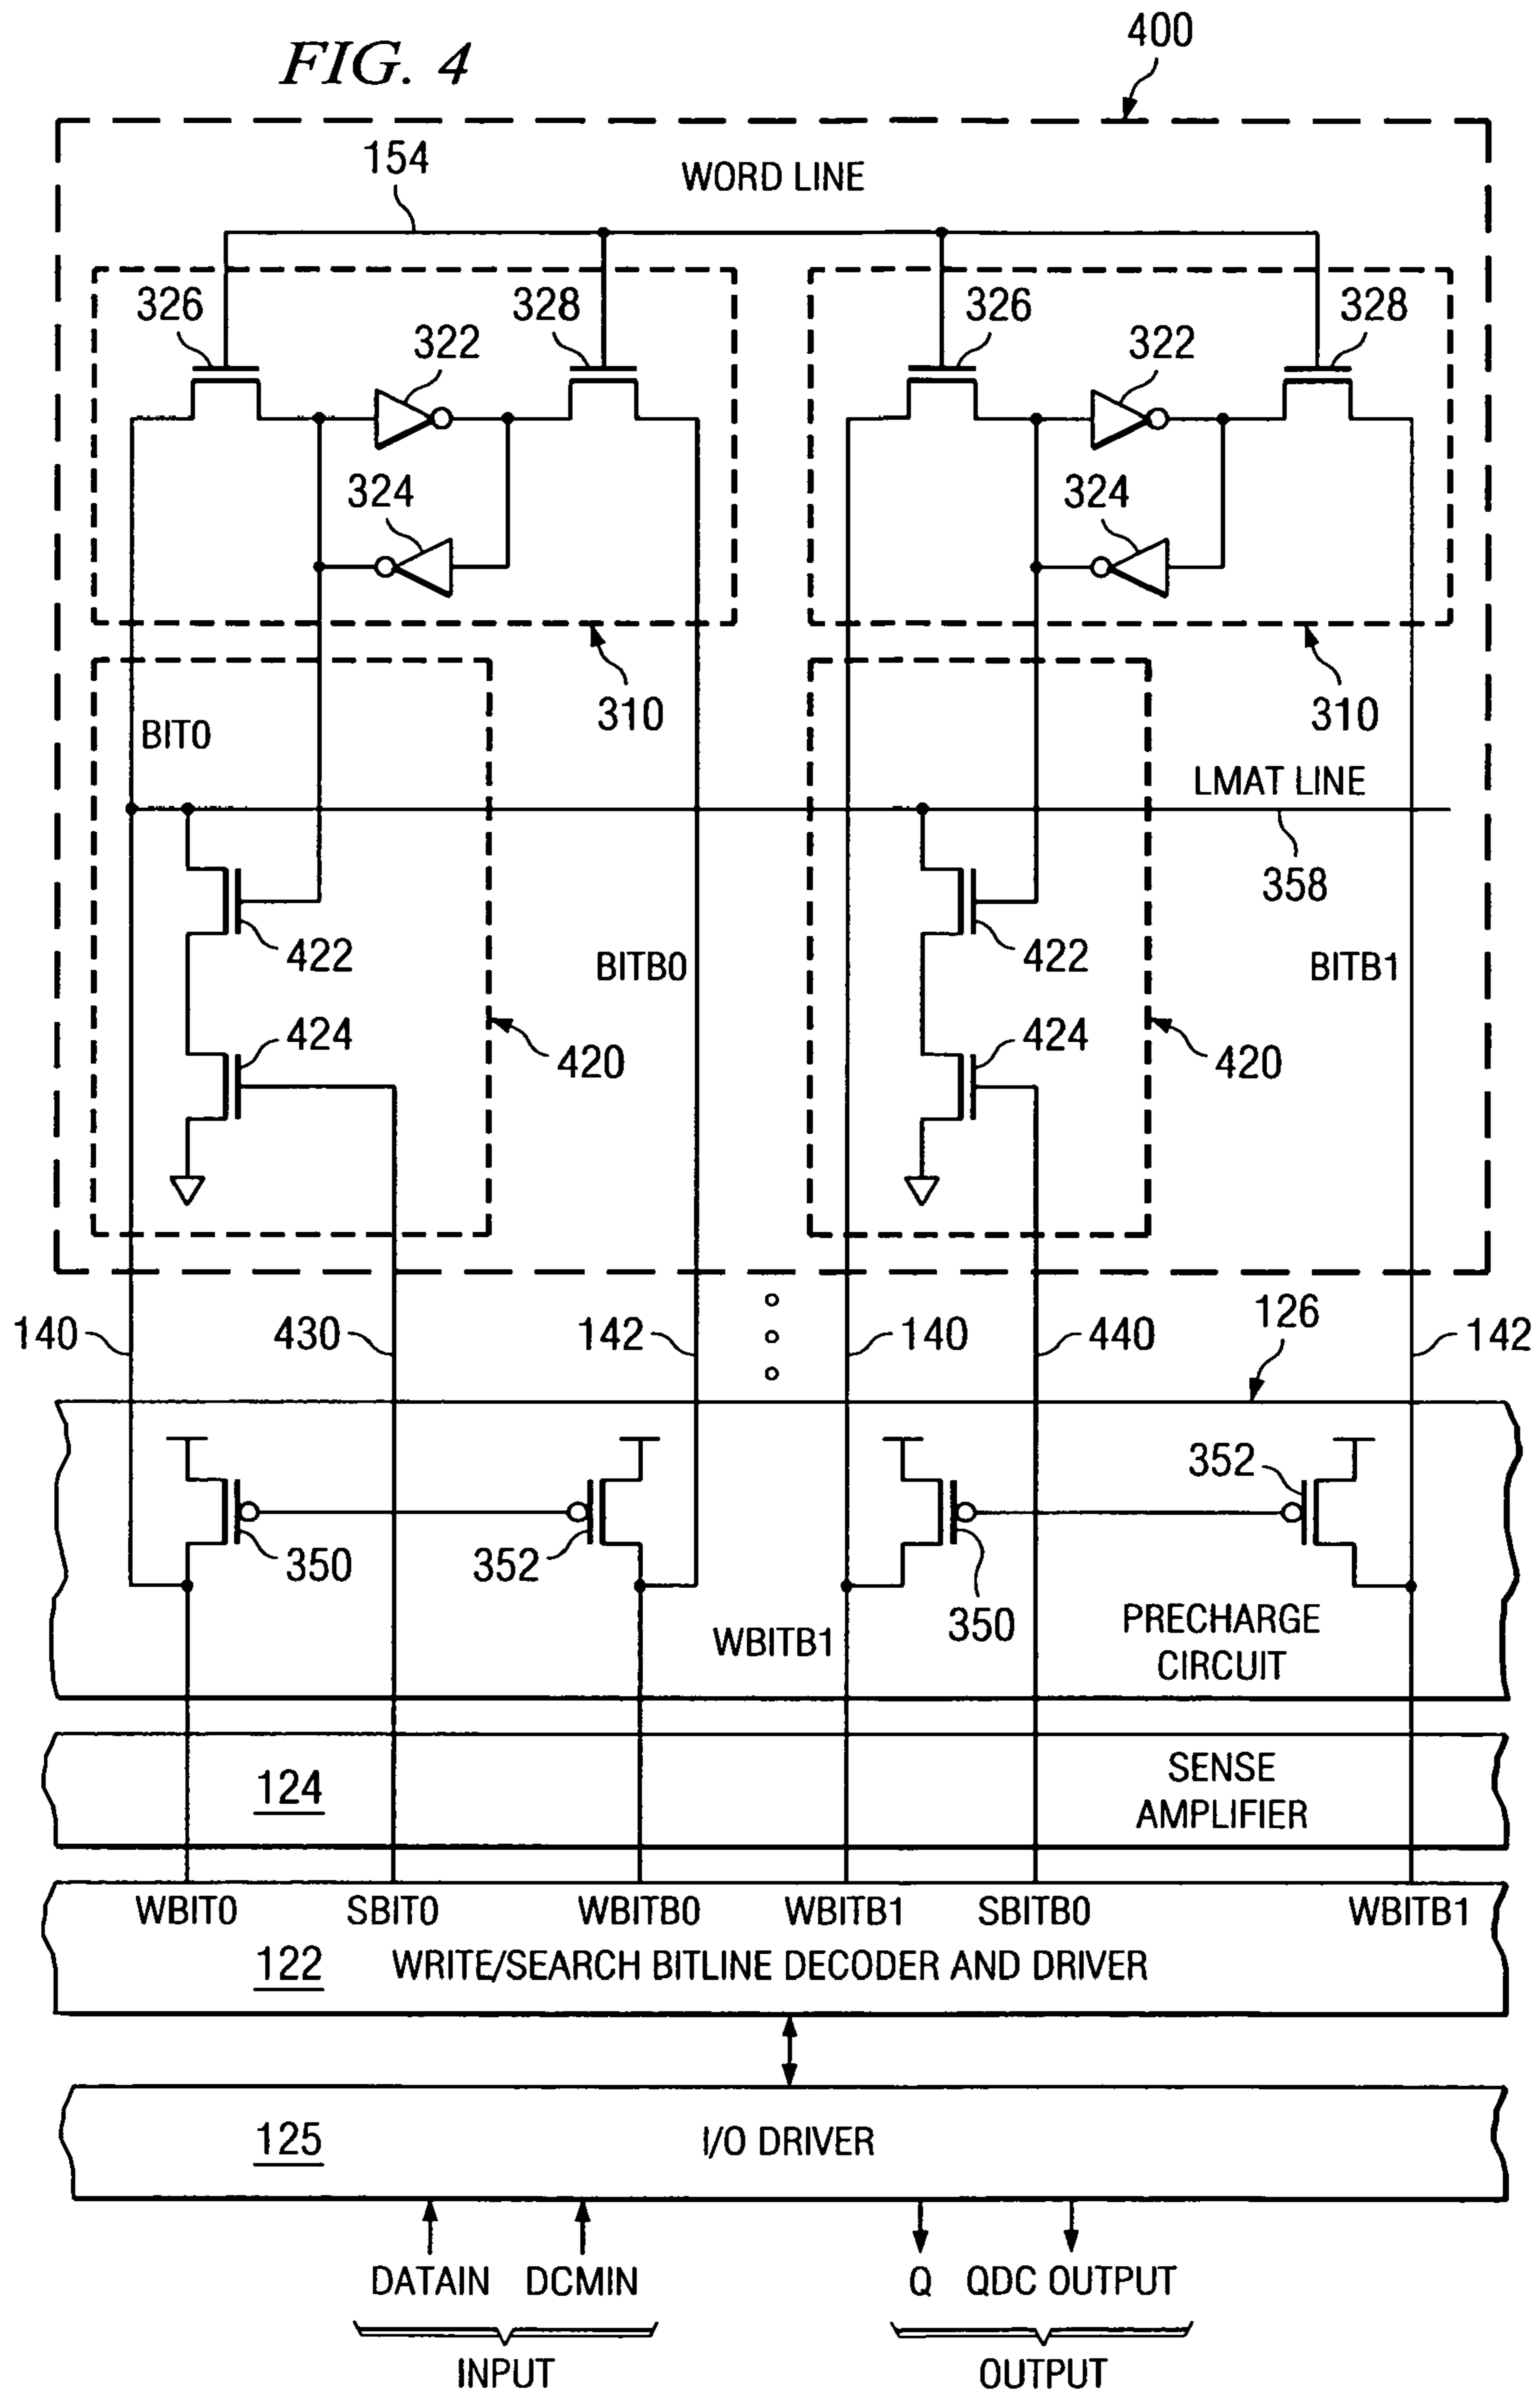 FIG. 4
400
154
WORD LINE
326
328
326
328
322
322
324
324
310
310
BIT0
LMAT LINE
358
422
BITB0
422
BITB1
424
420
424
420
126
140
430
142
140
440
142
352
350
352
350
PRECHARGE
CIRCUIT
WBITB1
124
SENSE
AMPLIFIER
WBIT0
SBIT0
WBITB0
WBITB1
SBITB0
WBITB1
122
WRITE/SEARCH BITLINE DECODER AND DRIVER
125
I/O DRIVER
DATAIN
DCMIN
Q
QDC OUTPUT
INPUT
OUTPUT